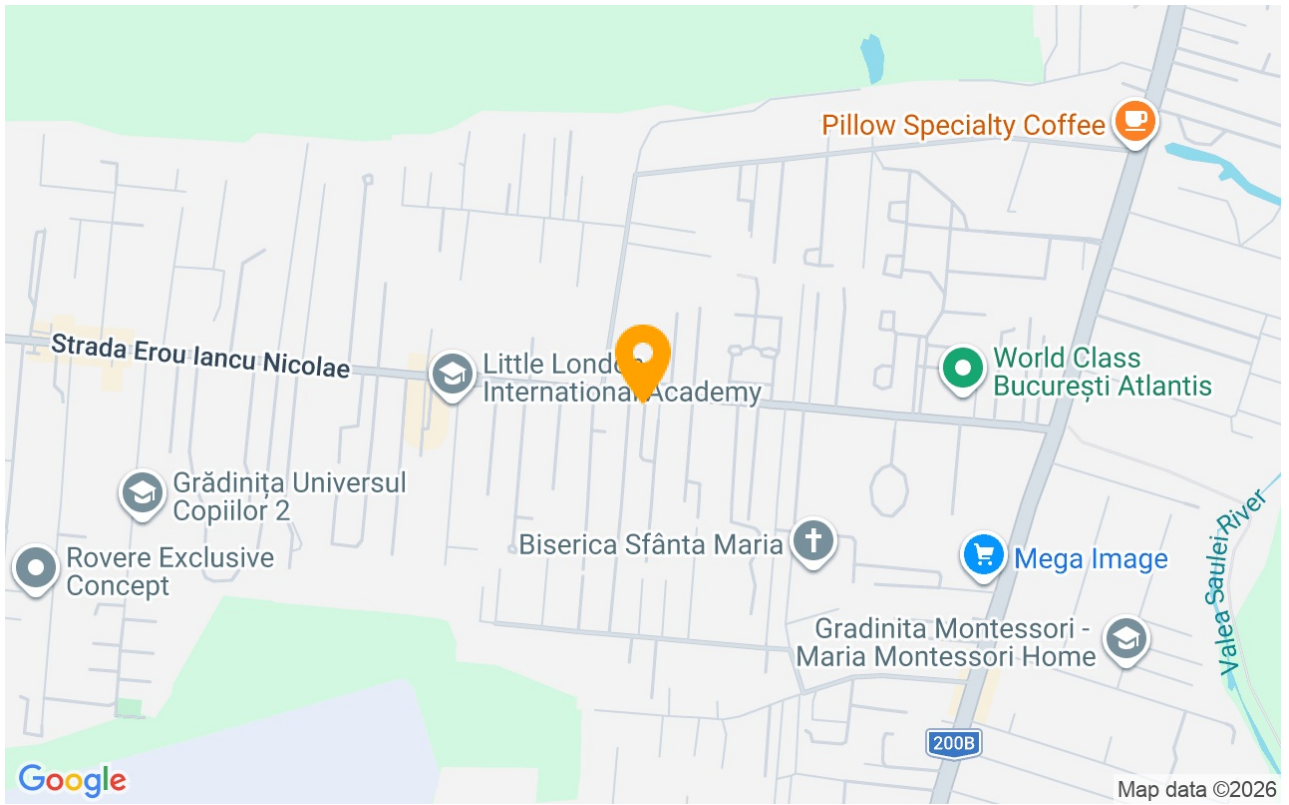 Pillow Specialty Coffee
Strada Erou Iancu Nicolae
Little London
International Academy
World Class
București Atlantis
Grădinița Universul
Copiilor 2
Rovere Exclusive
Concept
Biserica Sfânta Maria
Mega Image
Valea Saulei River
Gradinita Montessori -
Maria Montessori Home
200B
Google
Map data ©2026